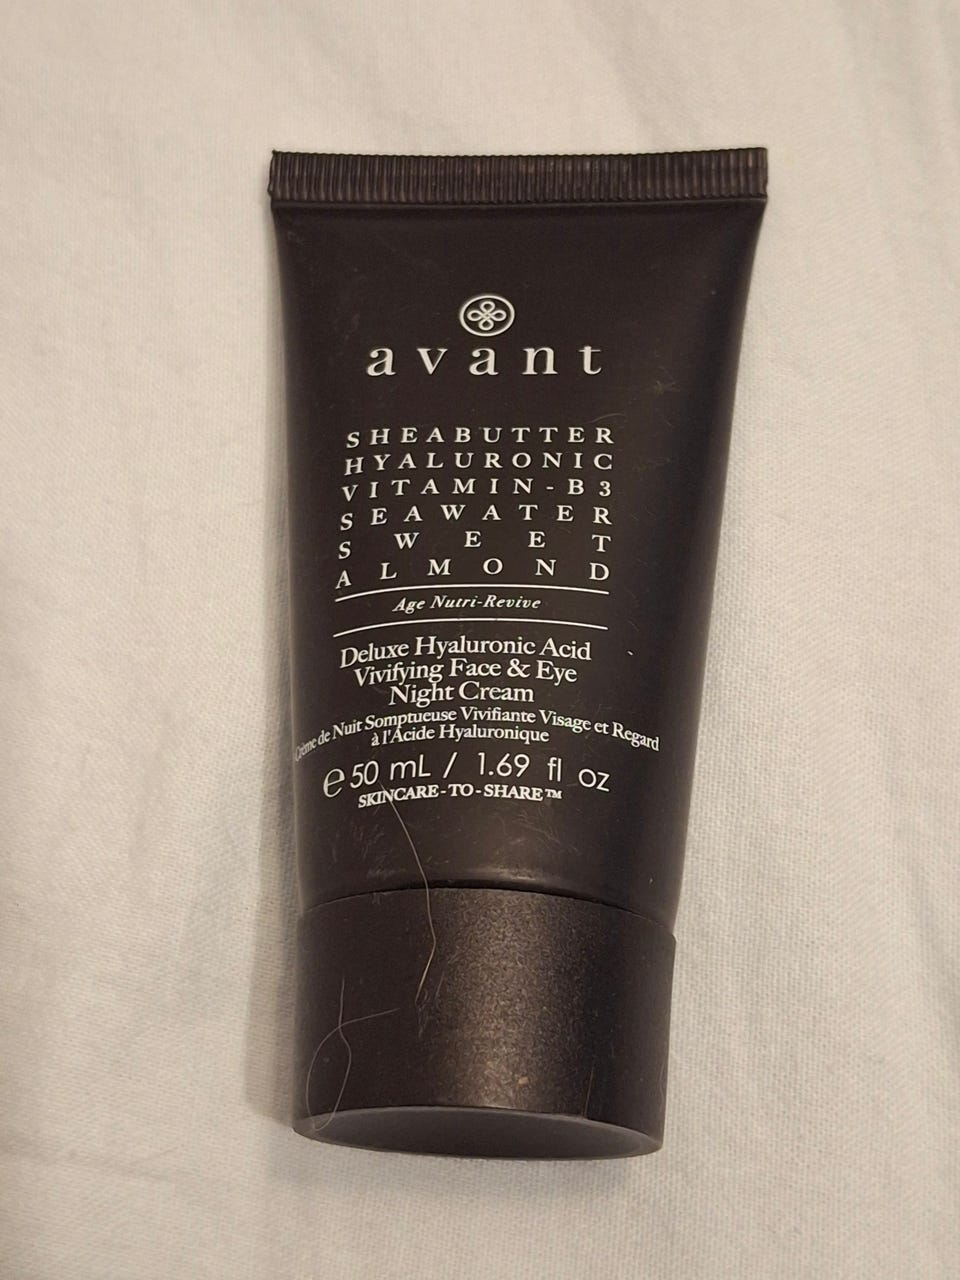 avant
SHEABUTTER
HYALURONIC
VITAMIN-B3
SEAWATER
SWEET
ALMOND
Age Nutri-Revive
Deluxe Hyaluronic Acid
Vivifying Face & Eye
Night Cream
Crème de Nuit Somptueuse Vivifiante Visage et Regard
à l'Acide Hyaluronique
℮ 50 mL / 1.69 fl oz
SKINCARE-TO-SHARE™